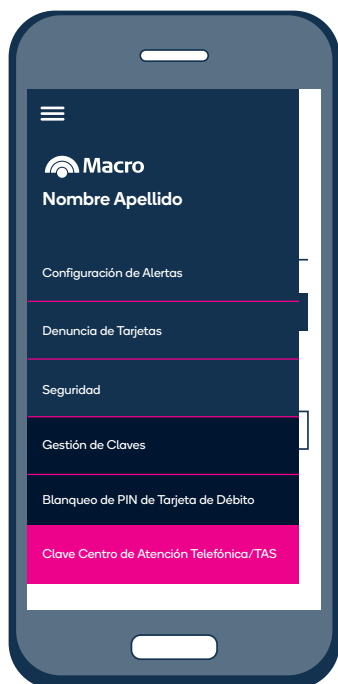 Macro
Nombre Apellido
Configuración de Alertas
Denuncia de Tarjetas
Seguridad
Gestión de Claves
Blanqueo de PIN de Tarjeta de Débito
Clave Centro de Atención Telefónica/TAS